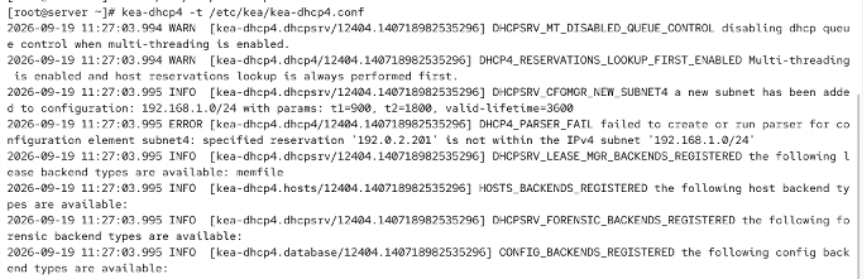 [root@server ~]# kea-dhcp4 -t /etc/kea/kea-dhcp4.conf
2026-09-19 11:27:03.994 WARN  [kea-dhcp4.dhcpsrv/12404.140718982535296] DHCPSRV_MT_DISABLED_QUEUE_CONTROL disabling dhcp queu
e control when multi-threading is enabled.
2026-09-19 11:27:03.994 WARN  [kea-dhcp4.dhcp4/12404.140718982535296] DHCP4_RESERVATIONS_LOOKUP_FIRST_ENABLED Multi-threading
 is enabled and host reservations lookup is always performed first.
2026-09-19 11:27:03.995 INFO  [kea-dhcp4.dhcpsrv/12404.140718982535296] DHCPSRV_CFGMGR_NEW_SUBNET4 a new subnet has been adde
d to configuration: 192.168.1.0/24 with params: t1=900, t2=1800, valid-lifetime=3600
2026-09-19 11:27:03.995 ERROR [kea-dhcp4.dhcp4/12404.140718982535296] DHCP4_PARSER_FAIL failed to create or run parser for co
nfiguration element subnet4: specified reservation '192.0.2.201' is not within the IPv4 subnet '192.168.1.0/24'
2026-09-19 11:27:03.995 INFO  [kea-dhcp4.dhcpsrv/12404.140718982535296] DHCPSRV_LEASE_MGR_BACKENDS_REGISTERED the following l
ease backend types are available: memfile
2026-09-19 11:27:03.995 INFO  [kea-dhcp4.hosts/12404.140718982535296] HOSTS_BACKENDS_REGISTERED the following host backend ty
pes are available:
2026-09-19 11:27:03.995 INFO  [kea-dhcp4.dhcpsrv/12404.140718982535296] DHCPSRV_FORENSIC_BACKENDS_REGISTERED the following fo
rensic backend types are available:
2026-09-19 11:27:03.995 INFO  [kea-dhcp4.database/12404.140718982535296] CONFIG_BACKENDS_REGISTERED the following config back
end types are available: